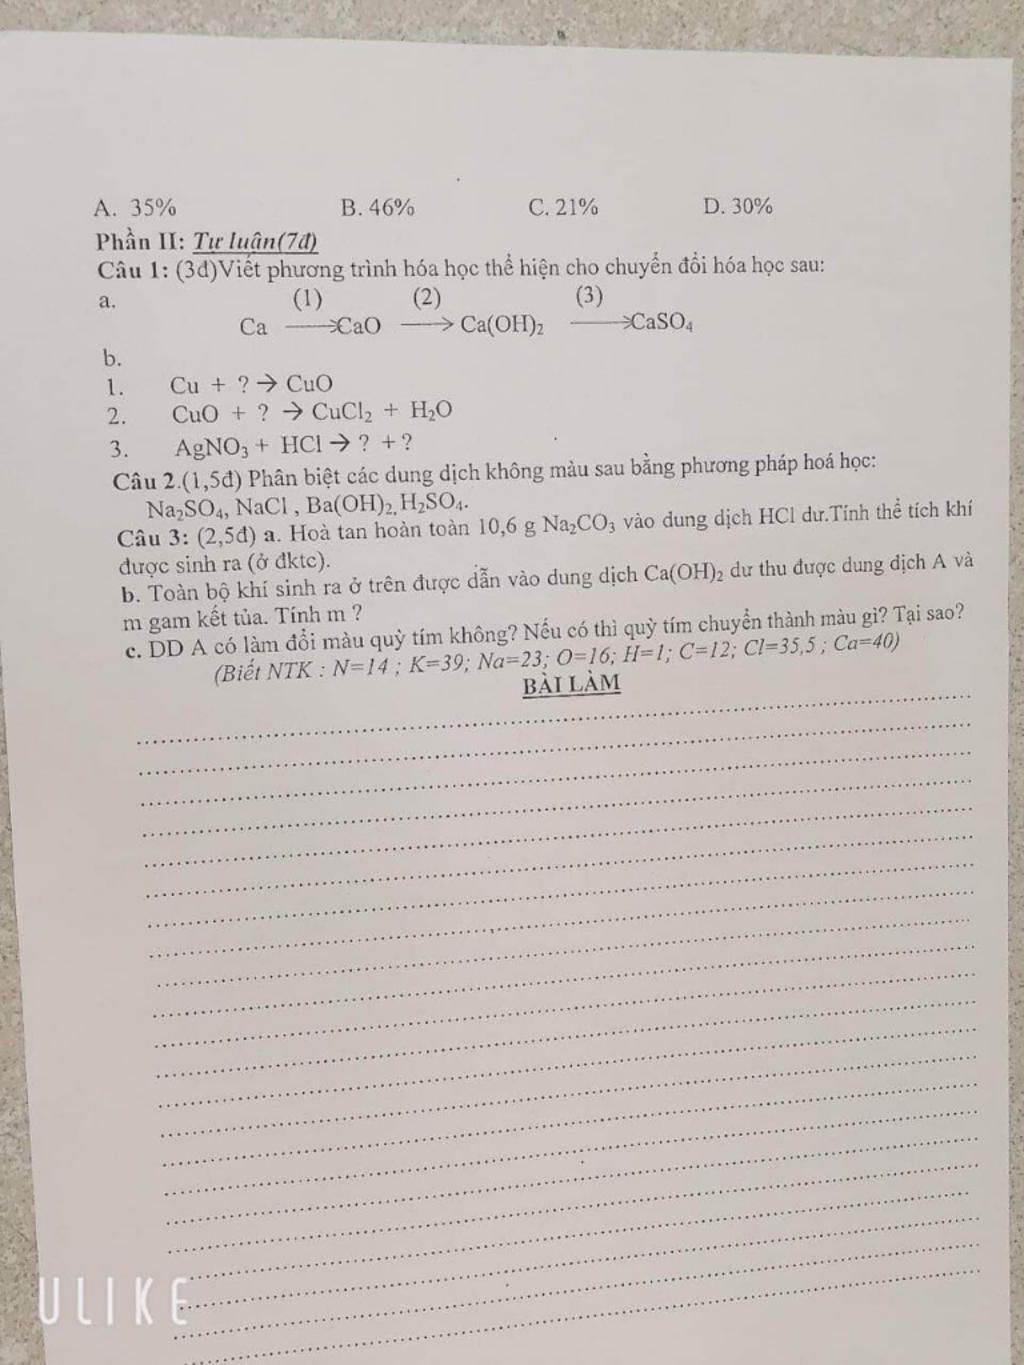 A. 35% B. 46% C. 21% D. 30%
Phần II: Tự luận(7đ)
Câu 1: (3đ)Viết phương trình hóa học thể hiện cho chuyển đổi hóa học sau:
a. (1) (2) (3)
Ca ⟶CaO ⟶ Ca(OH)₂ ⟶CaSO₄
b.
1. Cu + ? → CuO
2. CuO + ? → CuCl₂ + H₂O
3. AgNO₃ + HCl → ? + ?
Câu 2.(1,5đ) Phân biệt các dung dịch không màu sau bằng phương pháp hoá học:
Na₂SO₄, NaCl , Ba(OH)₂, H₂SO₄.
Câu 3: (2,5đ) a. Hoà tan hoàn toàn 10,6 g Na₂CO₃ vào dung dịch HCl dư.Tính thể tích khí
được sinh ra (ở đktc).
b. Toàn bộ khí sinh ra ở trên được dẫn vào dung dịch Ca(OH)₂ dư thu được dung dịch A và
m gam kết tủa. Tính m ?
c. DD A có làm đổi màu quỳ tím không? Nếu có thì quỳ tím chuyển thành màu gì? Tại sao?
(Biết NTK : N=14 ; K=39; Na=23; O=16; H=1; C=12; Cl=35,5 ; Ca=40)
BÀI LÀM
ULIKE